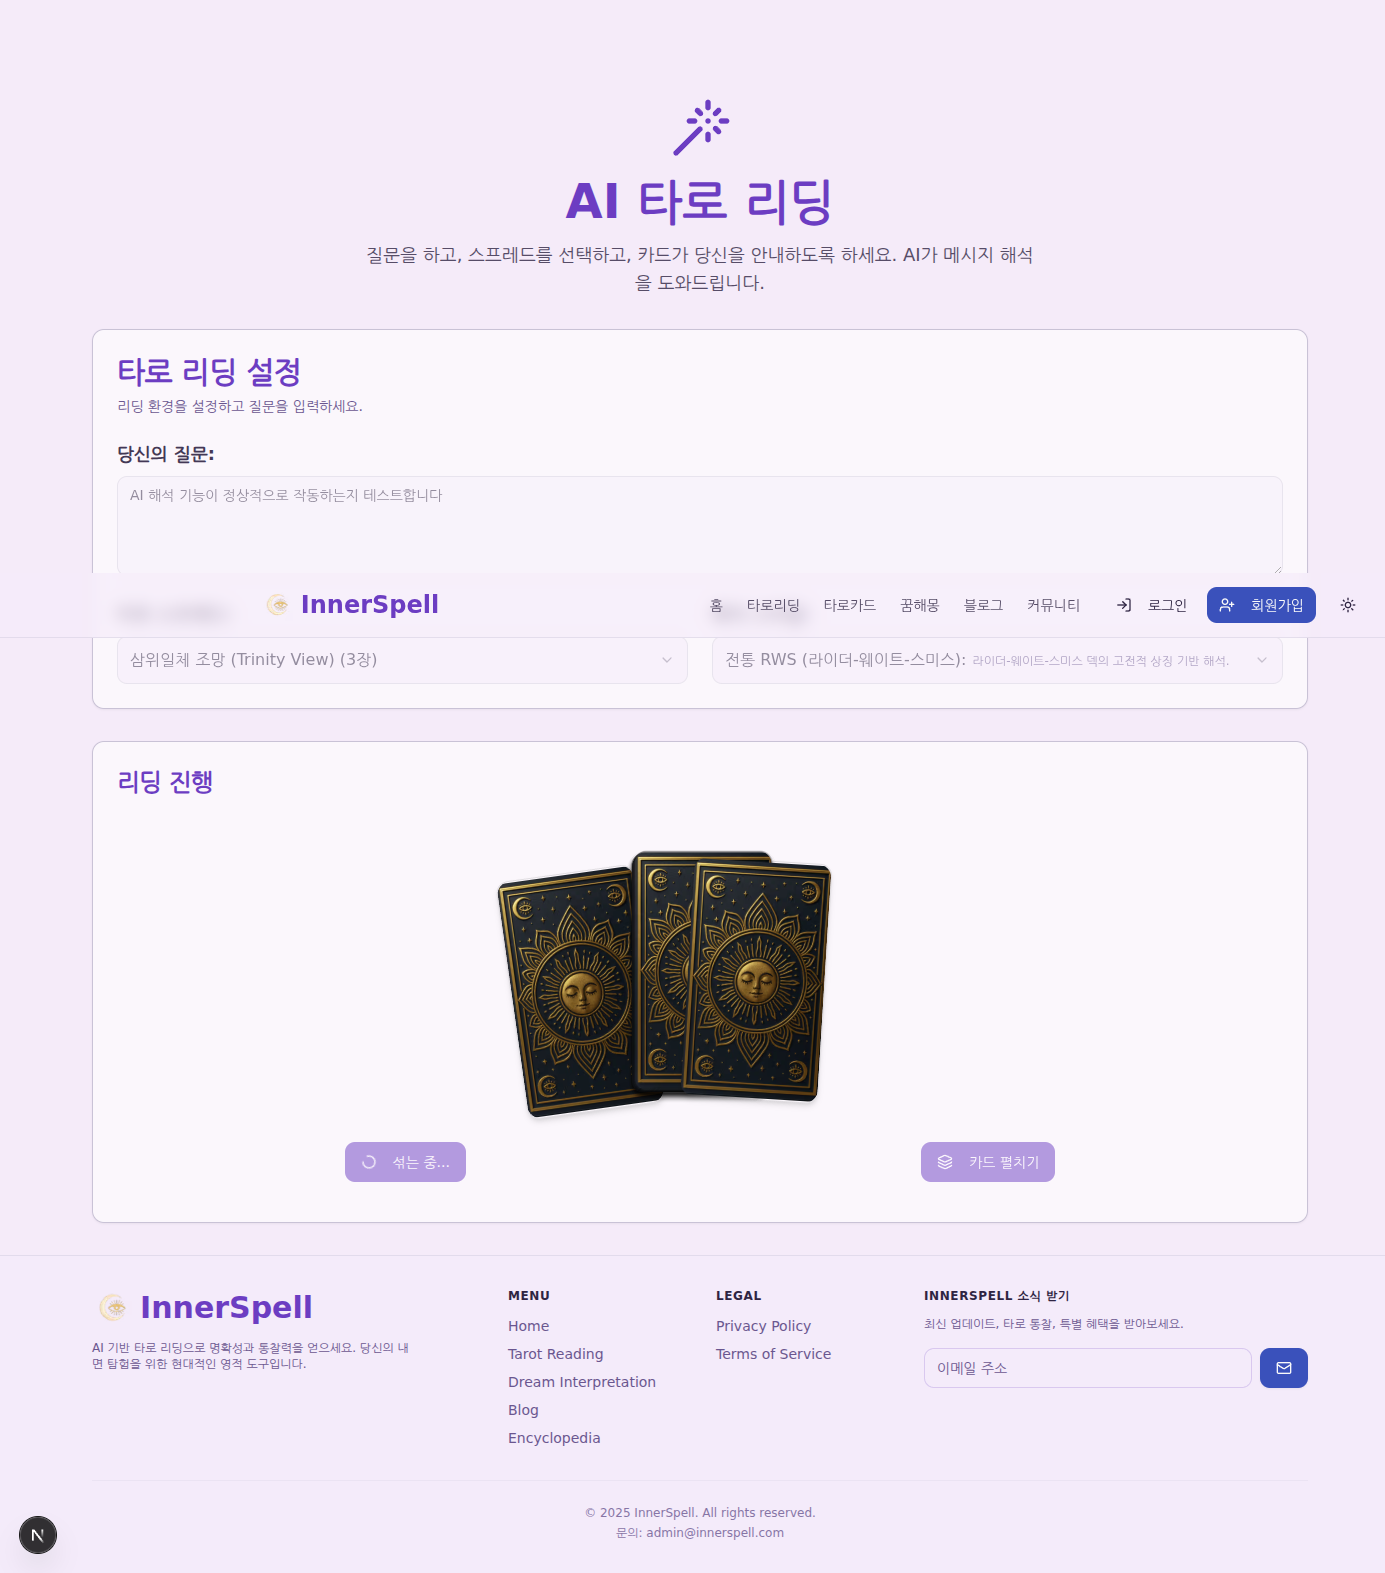 AI 타로 리딩
질문을 하고, 스프레드를 선택하고, 카드가 당신을 안내하도록 하세요. AI가 메시지 해석
을 도와드립니다.
타로 리딩 설정
리딩 환경을 설정하고 질문을 입력하세요.
당신의 질문:
AI 해석 기능이 정상적으로 작동하는지 테스트합니다
InnerSpell 홈 타로리딩 타로카드 꿈해몽 블로그 커뮤니티 로그인 회원가입
삼위일체 조망 (Trinity View) (3장)
전통 RWS (라이더-웨이트-스미스): 라이더-웨이트-스미스 덱의 고전적 상징 기반 해석.
리딩 진행
섞는 중...
카드 펼치기
InnerSpell
AI 기반 타로 리딩으로 명확성과 통찰력을 얻으세요. 당신의 내
면 탐험을 위한 현대적인 영적 도구입니다.
MENU
Home
Tarot Reading
Dream Interpretation
Blog
Encyclopedia
LEGAL
Privacy Policy
Terms of Service
INNERSPELL 소식 받기
최신 업데이트, 타로 통찰, 특별 혜택을 받아보세요.
이메일 주소
© 2025 InnerSpell. All rights reserved.
문의: admin@innerspell.com
N